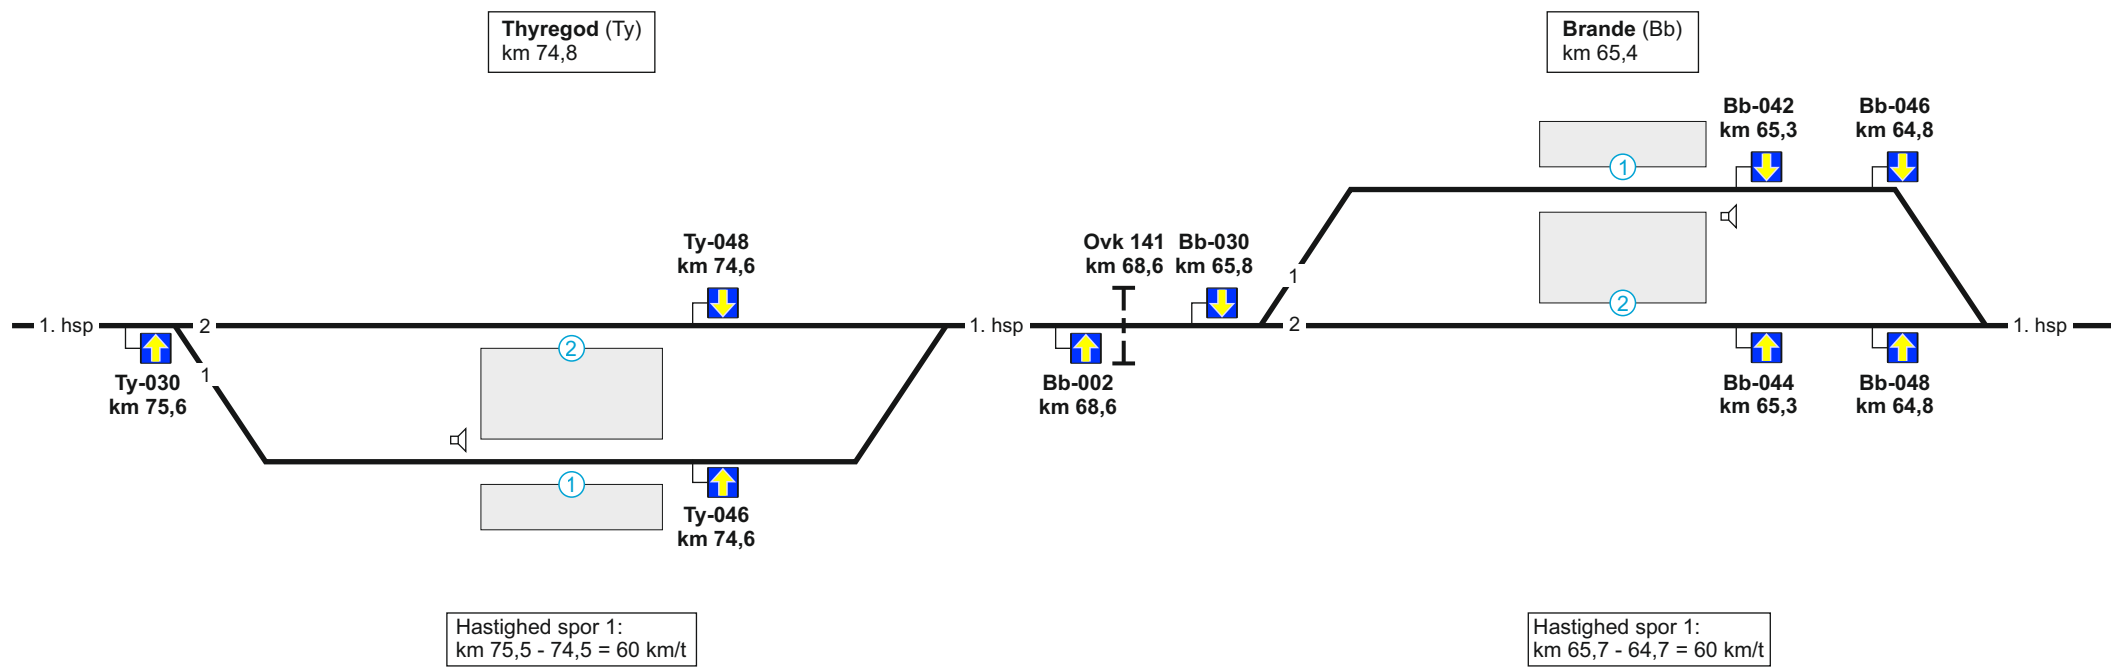 Thyregod (Ty)
km 74,8
Brande (Bb)
km 65,4
Bb-042
km 65,3
Bb-046
km 64,8
1
Ty-048
km 74,6
Ovk 141
km 68,6
Bb-030
km 65,8
1
2
1. hsp
2
1. hsp
2
1. hsp
2
1
Ty-030
km 75,6
Bb-002
km 68,6
Bb-044
km 65,3
Bb-048
km 64,8
1
Ty-046
km 74,6
Hastighed spor 1:
km 75,5 - 74,5 = 60 km/t
Hastighed spor 1:
km 65,7 - 64,7 = 60 km/t